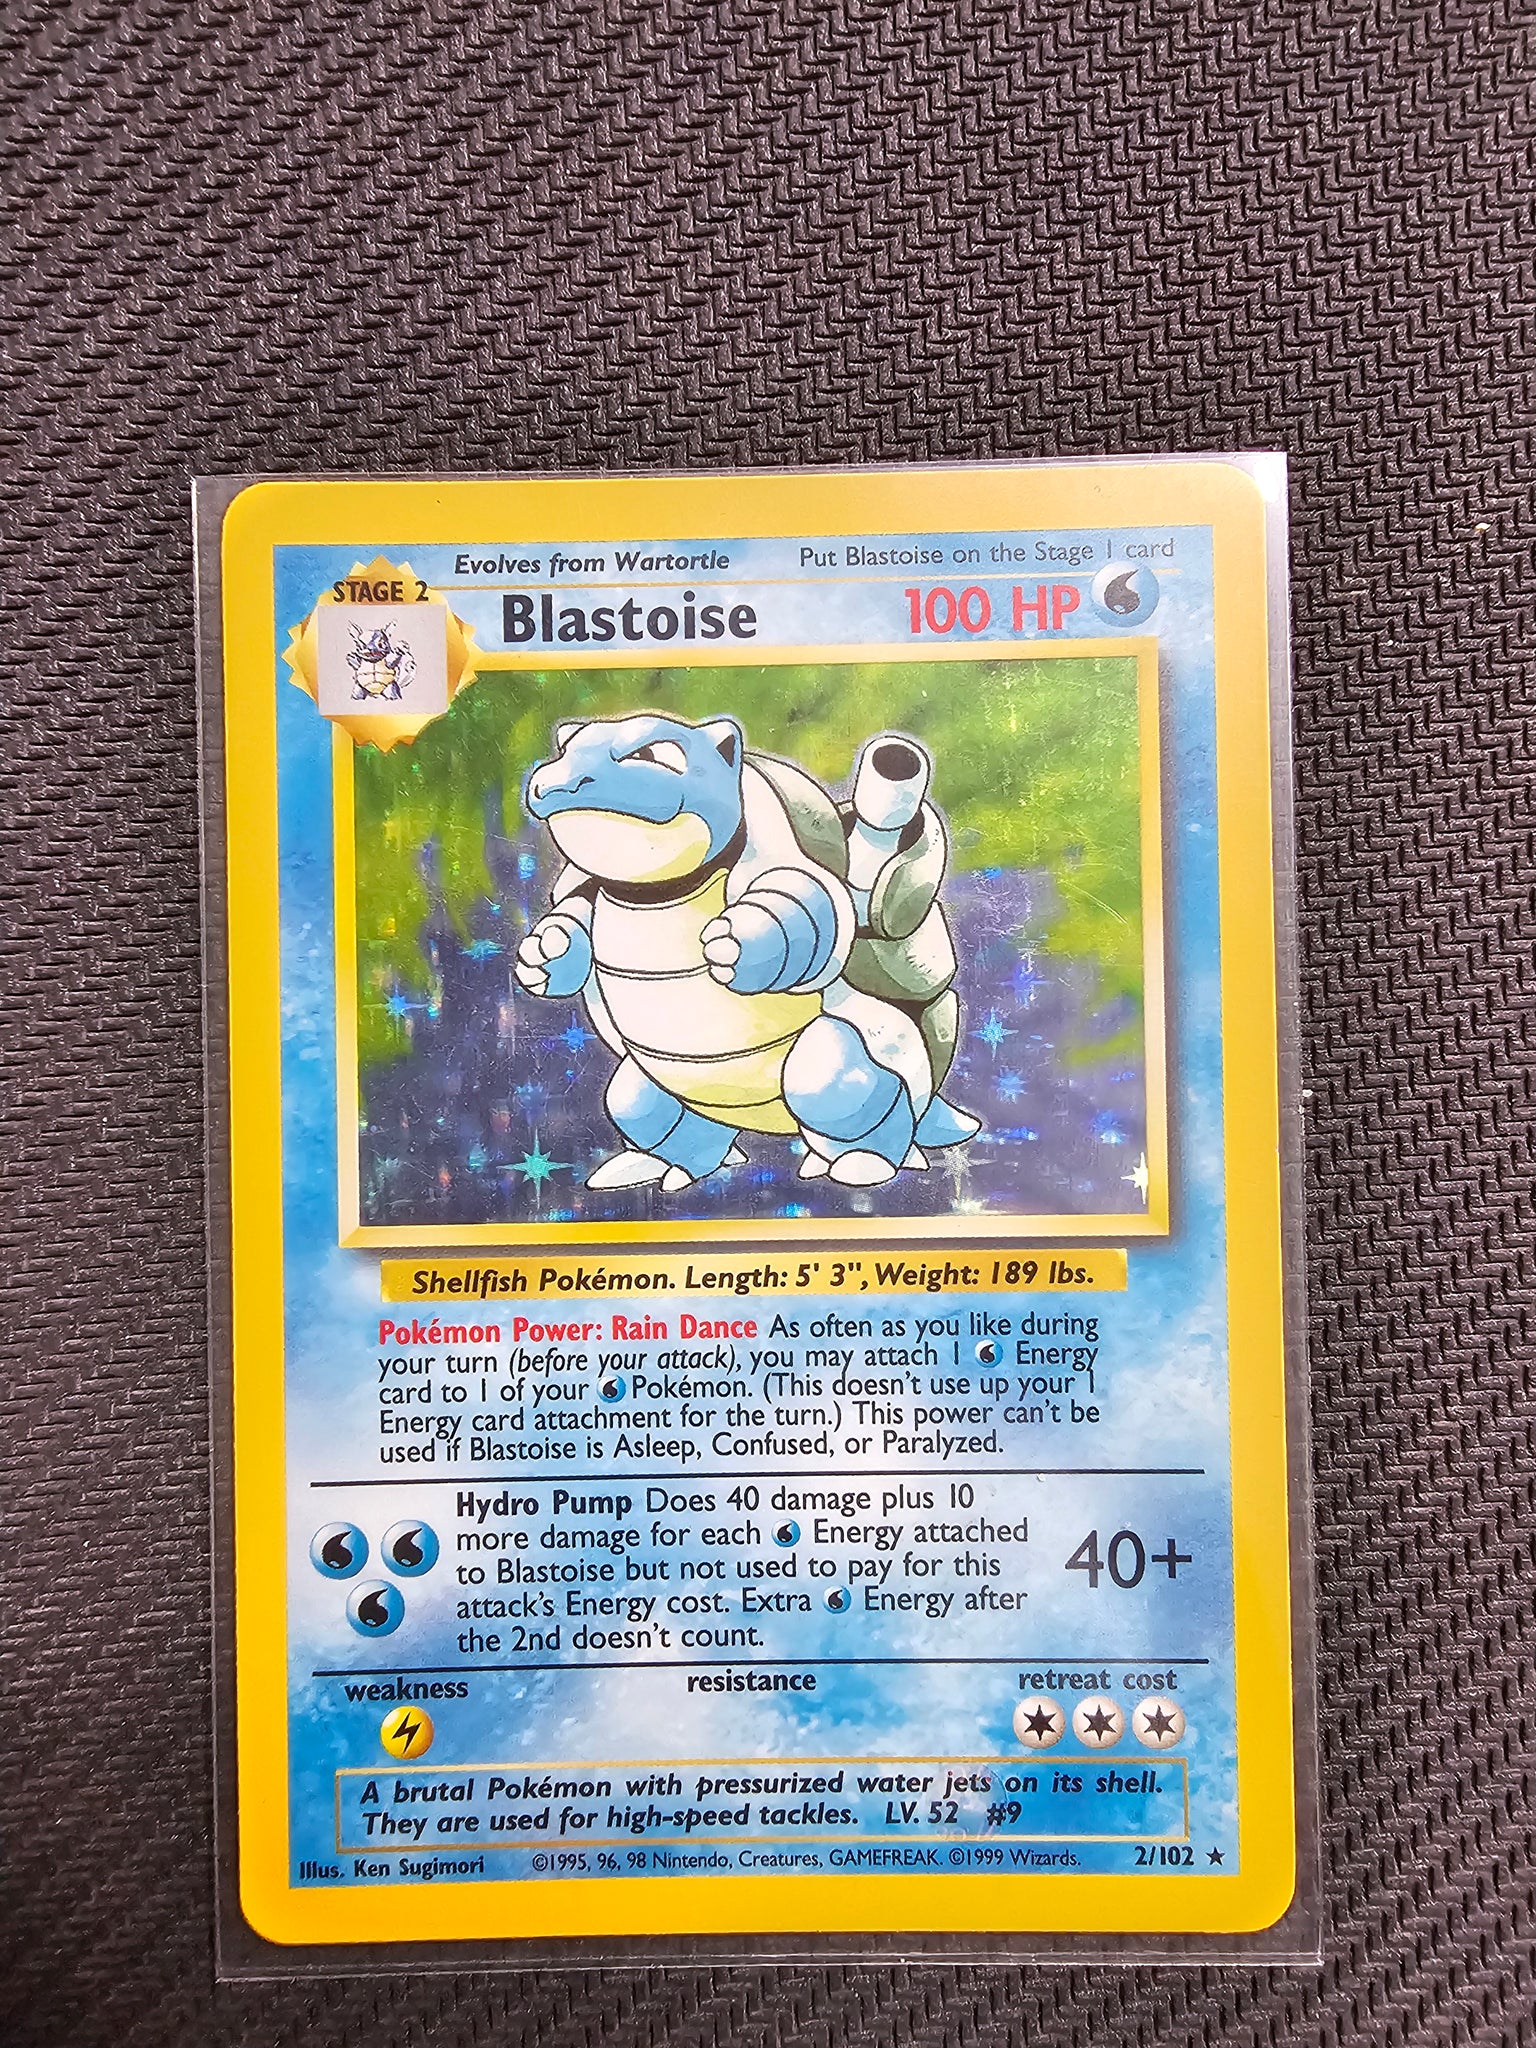 Evolves from Wartortle Put Blastoise on the Stage 1 card
STAGE 2
Blastoise 100 HP
Shellfish Pokémon. Length: 5' 3", Weight: 189 lbs.
Pokémon Power: Rain Dance As often as you like during
your turn (before your attack), you may attach 1 Energy
card to 1 of your Pokémon. (This doesn't use up your 1
Energy card attachment for the turn.) This power can't be
used if Blastoise is Asleep, Confused, or Paralyzed.
Hydro Pump Does 40 damage plus 10
more damage for each Energy attached
to Blastoise but not used to pay for this
attack's Energy cost. Extra Energy after
the 2nd doesn't count.
40+
weakness resistance retreat cost
A brutal Pokémon with pressurized water jets on its shell.
They are used for high-speed tackles. LV. 52 #9
Illus. Ken Sugimori ©1995, 96, 98 Nintendo, Creatures, GAMEFREAK. ©1999 Wizards. 2/102 ★